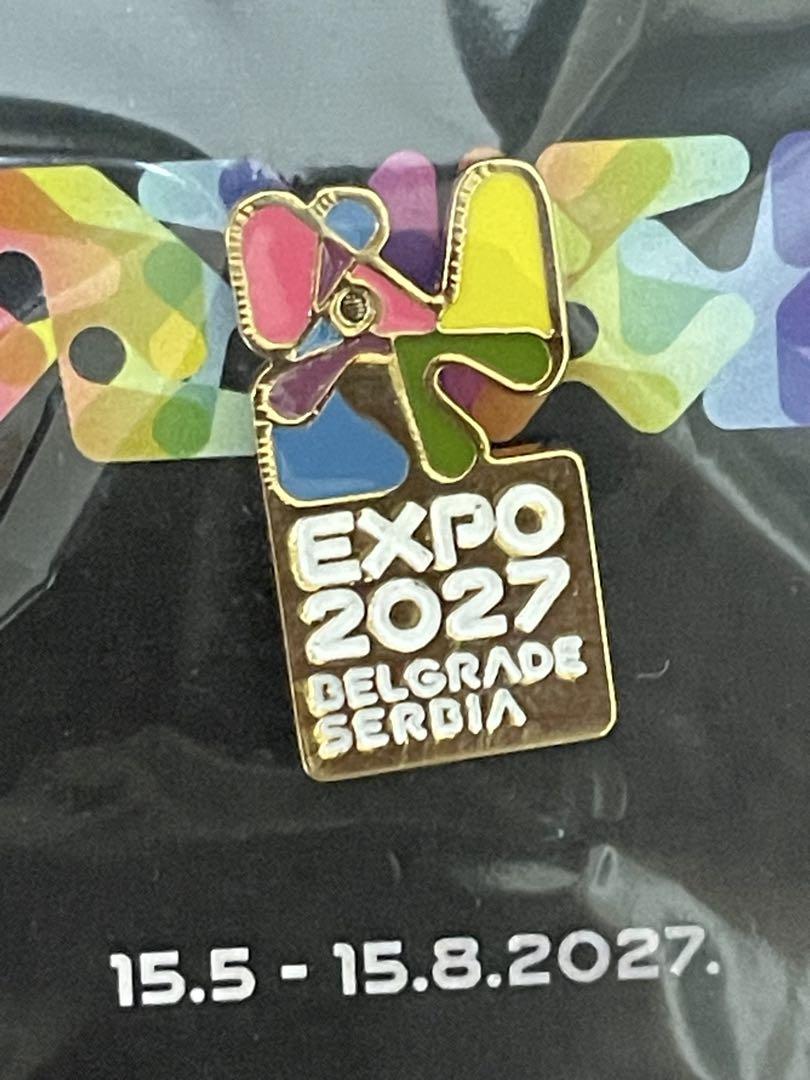 EXPO
2027
BELGRADE
SERBIA
15.5 - 15.8.2027.